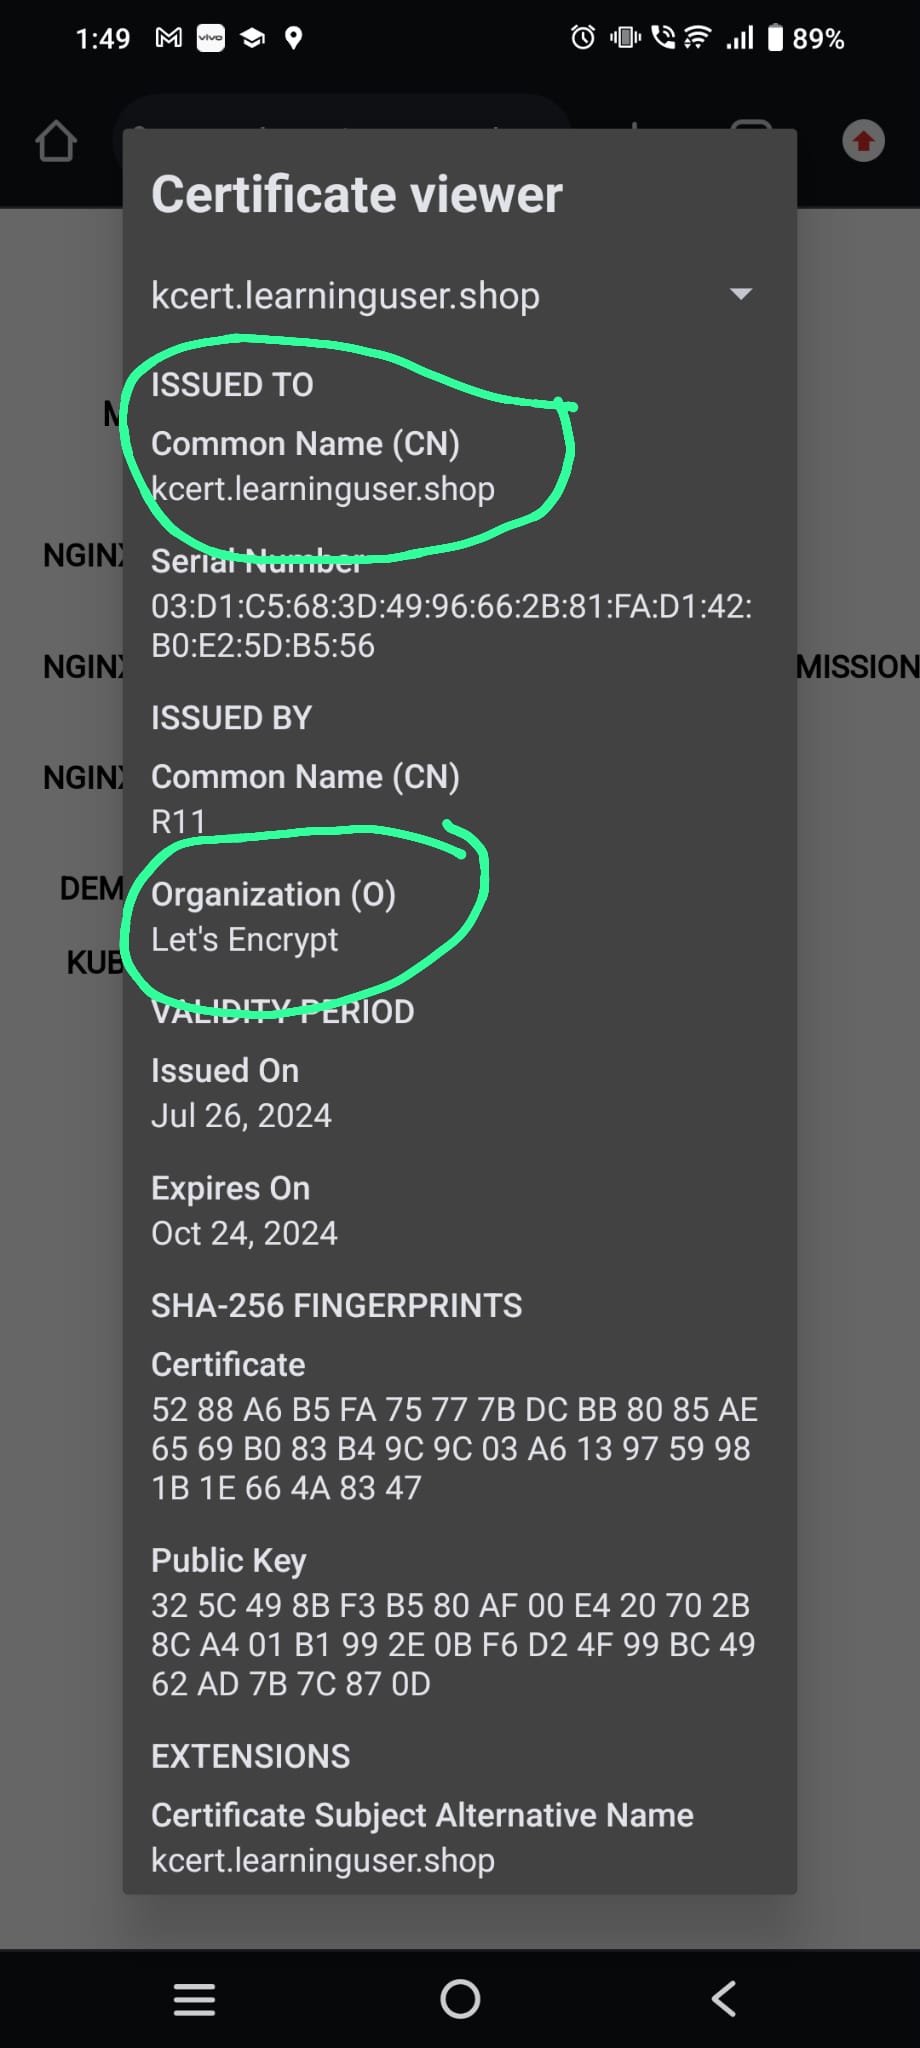 1:49
vivo
89%
Certificate viewer
kcert.learninguser.shop
ISSUED TO
Common Name (CN)
kcert.learninguser.shop
NGINX
Serial Number
03:D1:C5:68:3D:49:96:66:2B:81:FA:D1:42:
B0:E2:5D:B5:56
NGINX
MISSION
ISSUED BY
NGINX
Common Name (CN)
R11
DEM
Organization (O)
Let's Encrypt
KUB
VALIDITY PERIOD
Issued On
Jul 26, 2024
Expires On
Oct 24, 2024
SHA-256 FINGERPRINTS
Certificate
52 88 A6 B5 FA 75 77 7B DC BB 80 85 AE
65 69 B0 83 B4 9C 9C 03 A6 13 97 59 98
1B 1E 66 4A 83 47
Public Key
32 5C 49 8B F3 B5 80 AF 00 E4 20 70 2B
8C A4 01 B1 99 2E 0B F6 D2 4F 99 BC 49
62 AD 7B 7C 87 0D
EXTENSIONS
Certificate Subject Alternative Name
kcert.learninguser.shop